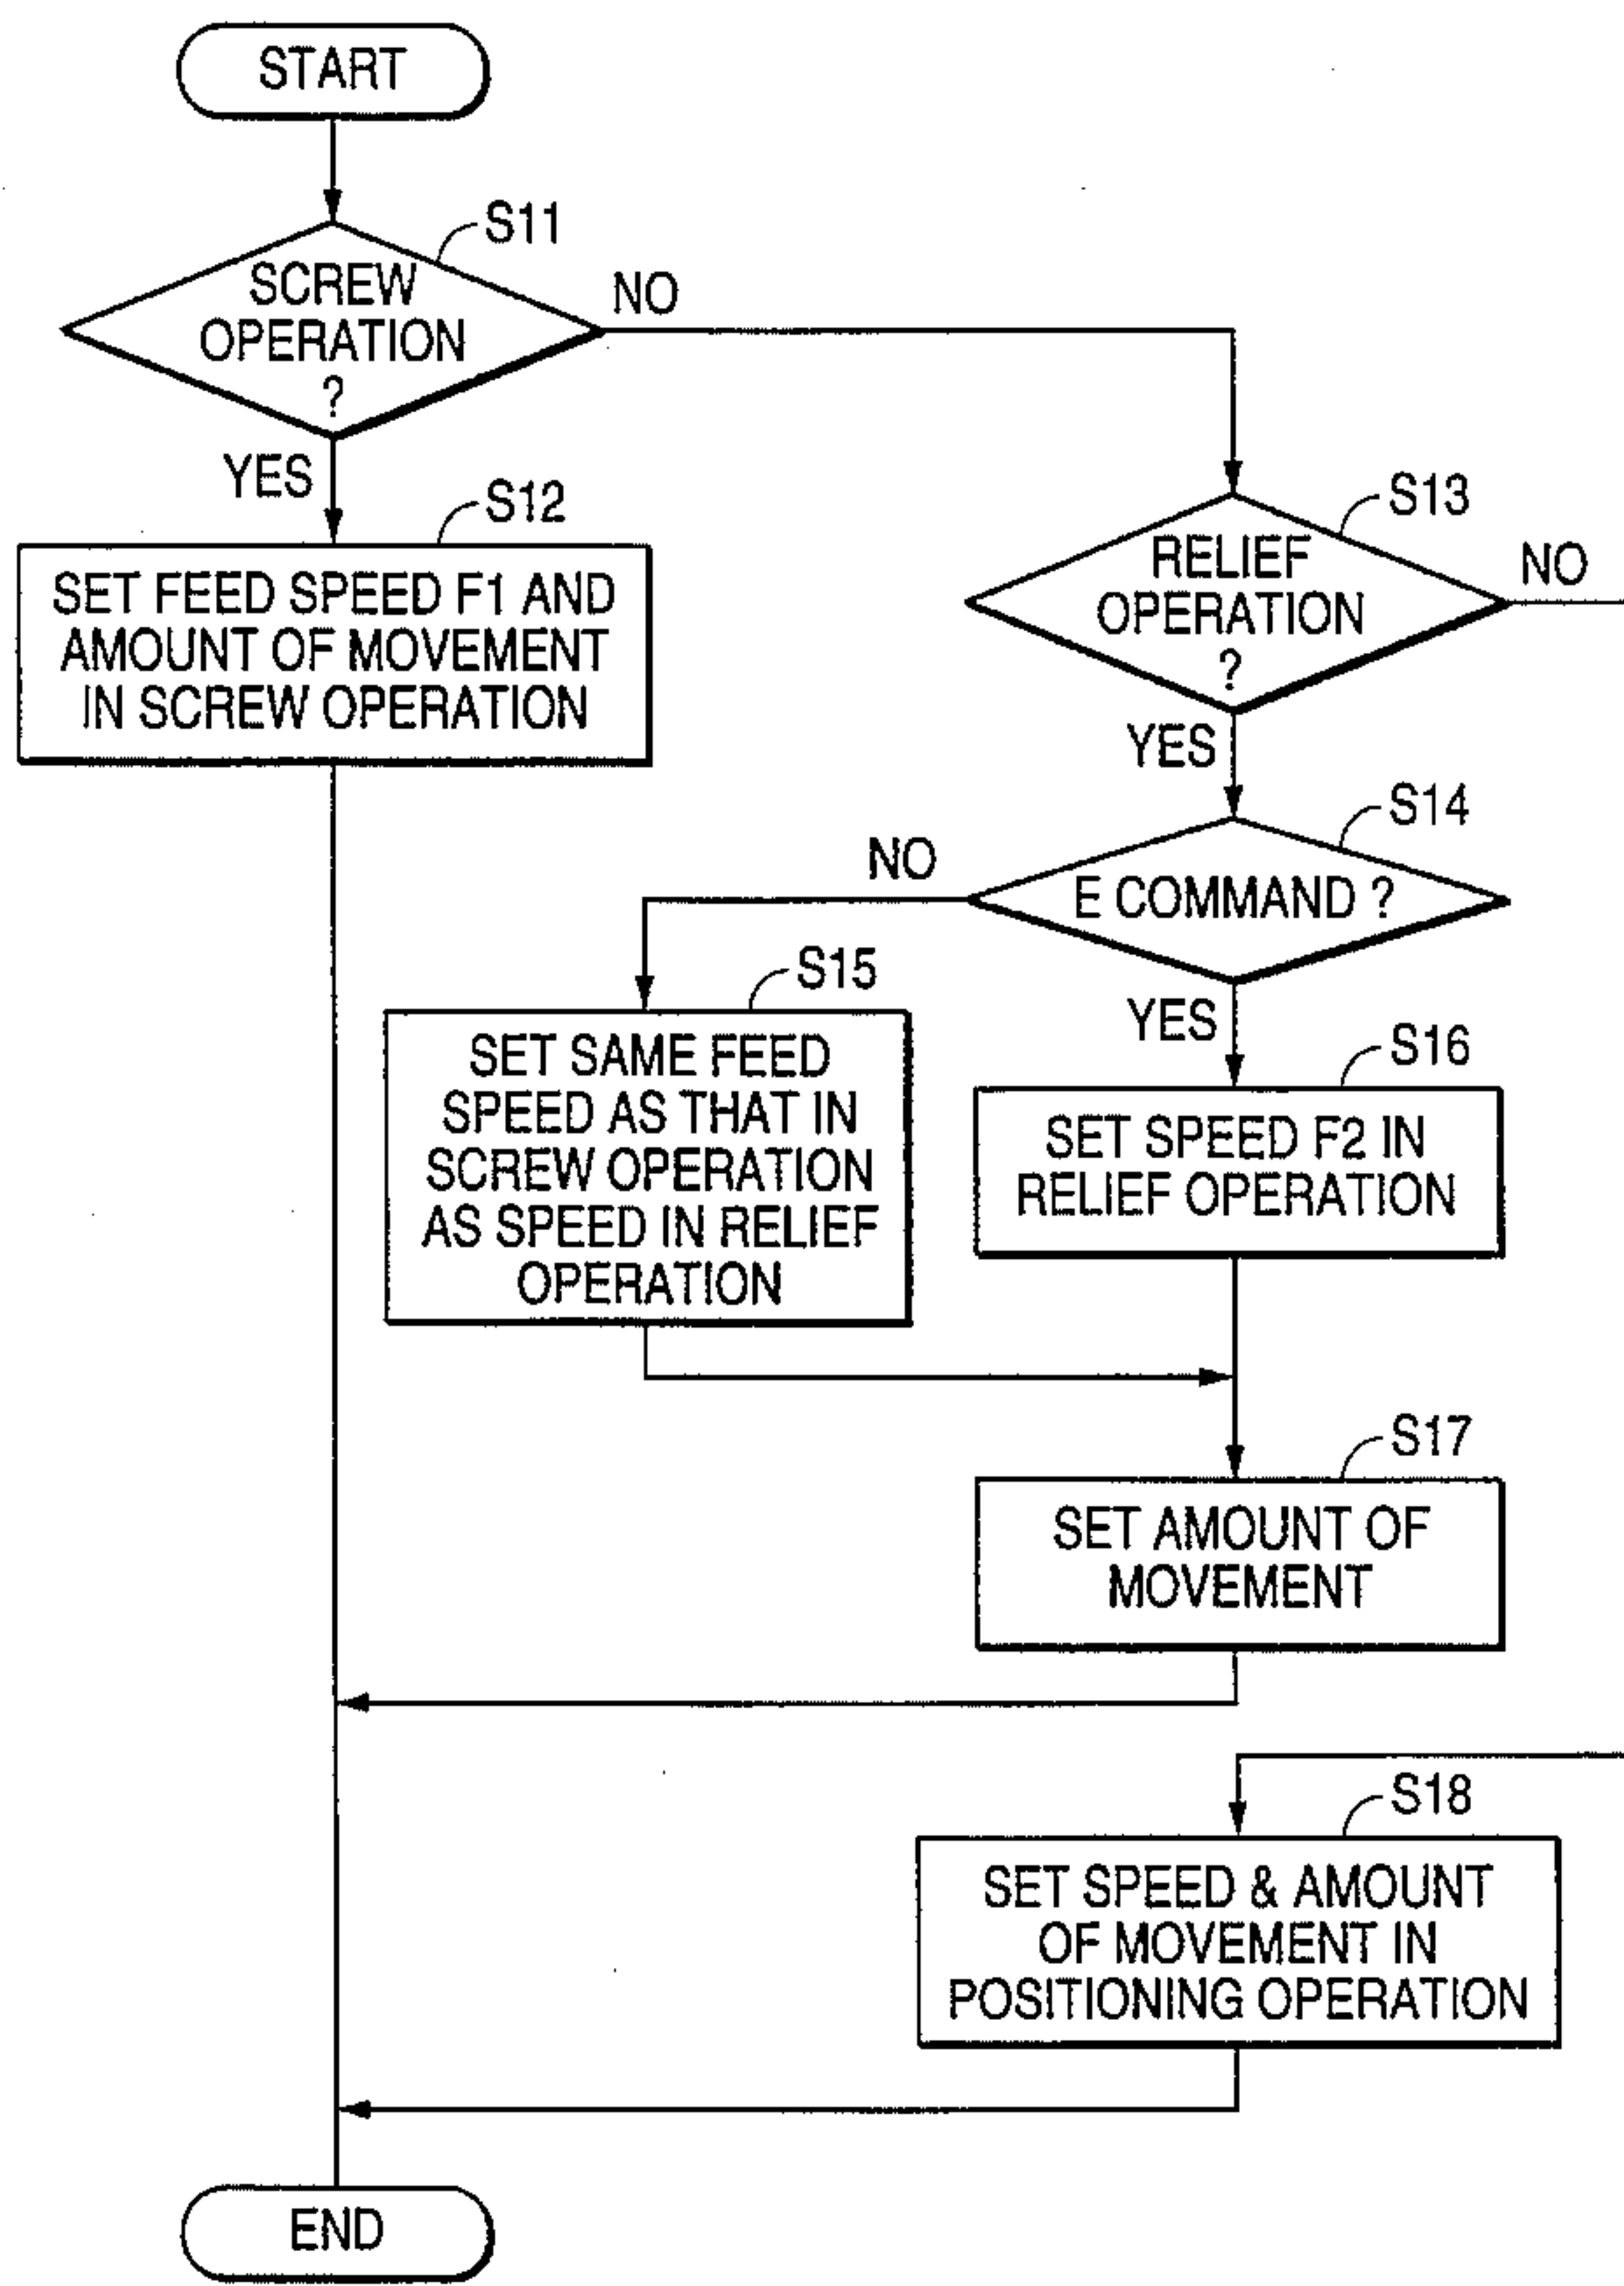 START
S11
SCREW
OPERATION
?
NO
YES
S12
SET FEED SPEED F1 AND
AMOUNT OF MOVEMENT
IN SCREW OPERATION
S13
RELIEF
OPERATION
?
NO
YES
S14
E COMMAND ?
NO
YES
S15
SET SAME FEED
SPEED AS THAT IN
SCREW OPERATION
AS SPEED IN RELIEF
OPERATION
S16
SET SPEED F2 IN
RELIEF OPERATION
S17
SET AMOUNT OF
MOVEMENT
S18
SET SPEED & AMOUNT
OF MOVEMENT IN
POSITIONING OPERATION
END